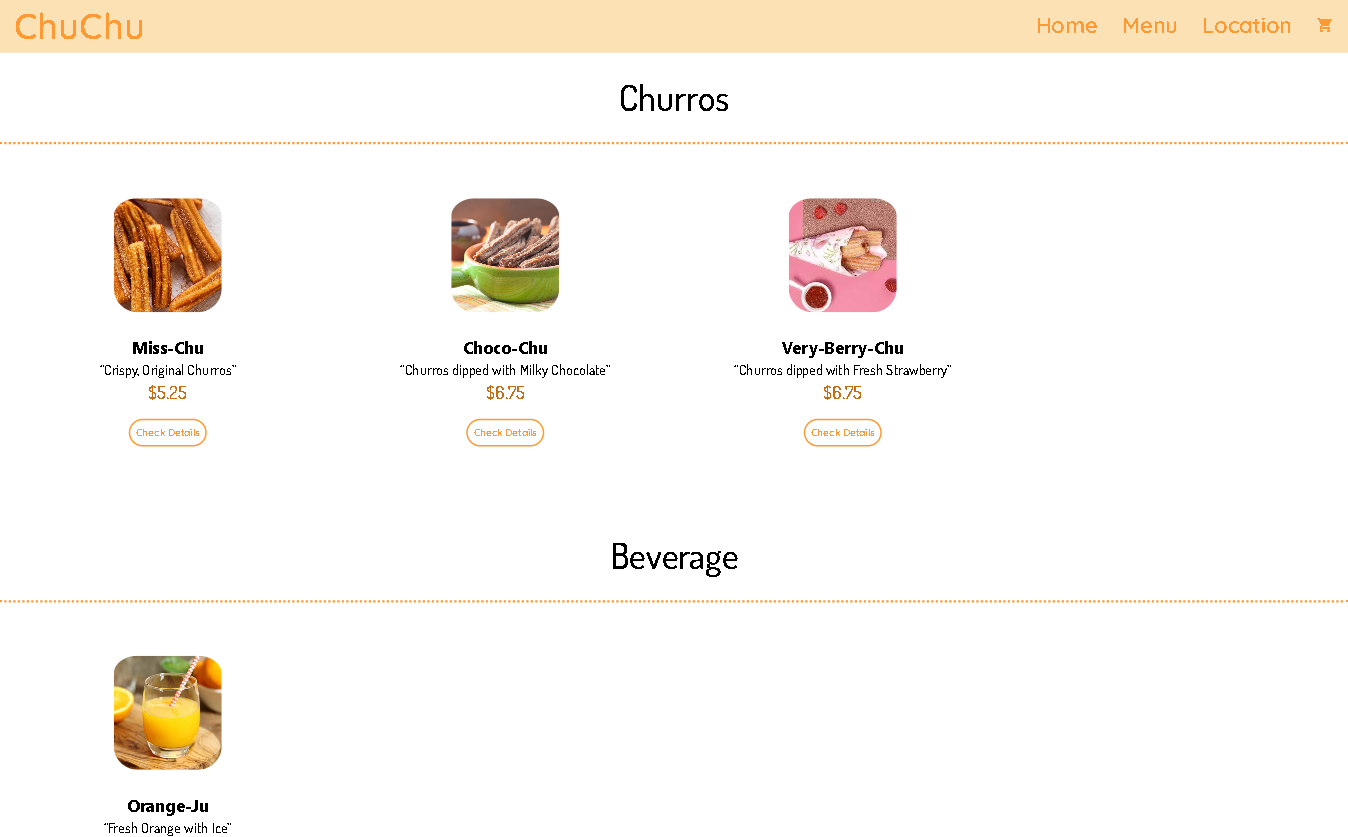 ChuChu
Home Menu Location
Churros
Miss-Chu
“Crispy, Original Churros”
$5.25
Check Details
Choco-Chu
“Churros dipped with Milky Chocolate”
$6.75
Check Details
Very-Berry-Chu
“Churros dipped with Fresh Strawberry”
$6.75
Check Details
Beverage
Orange-Ju
“Fresh Orange with Ice”